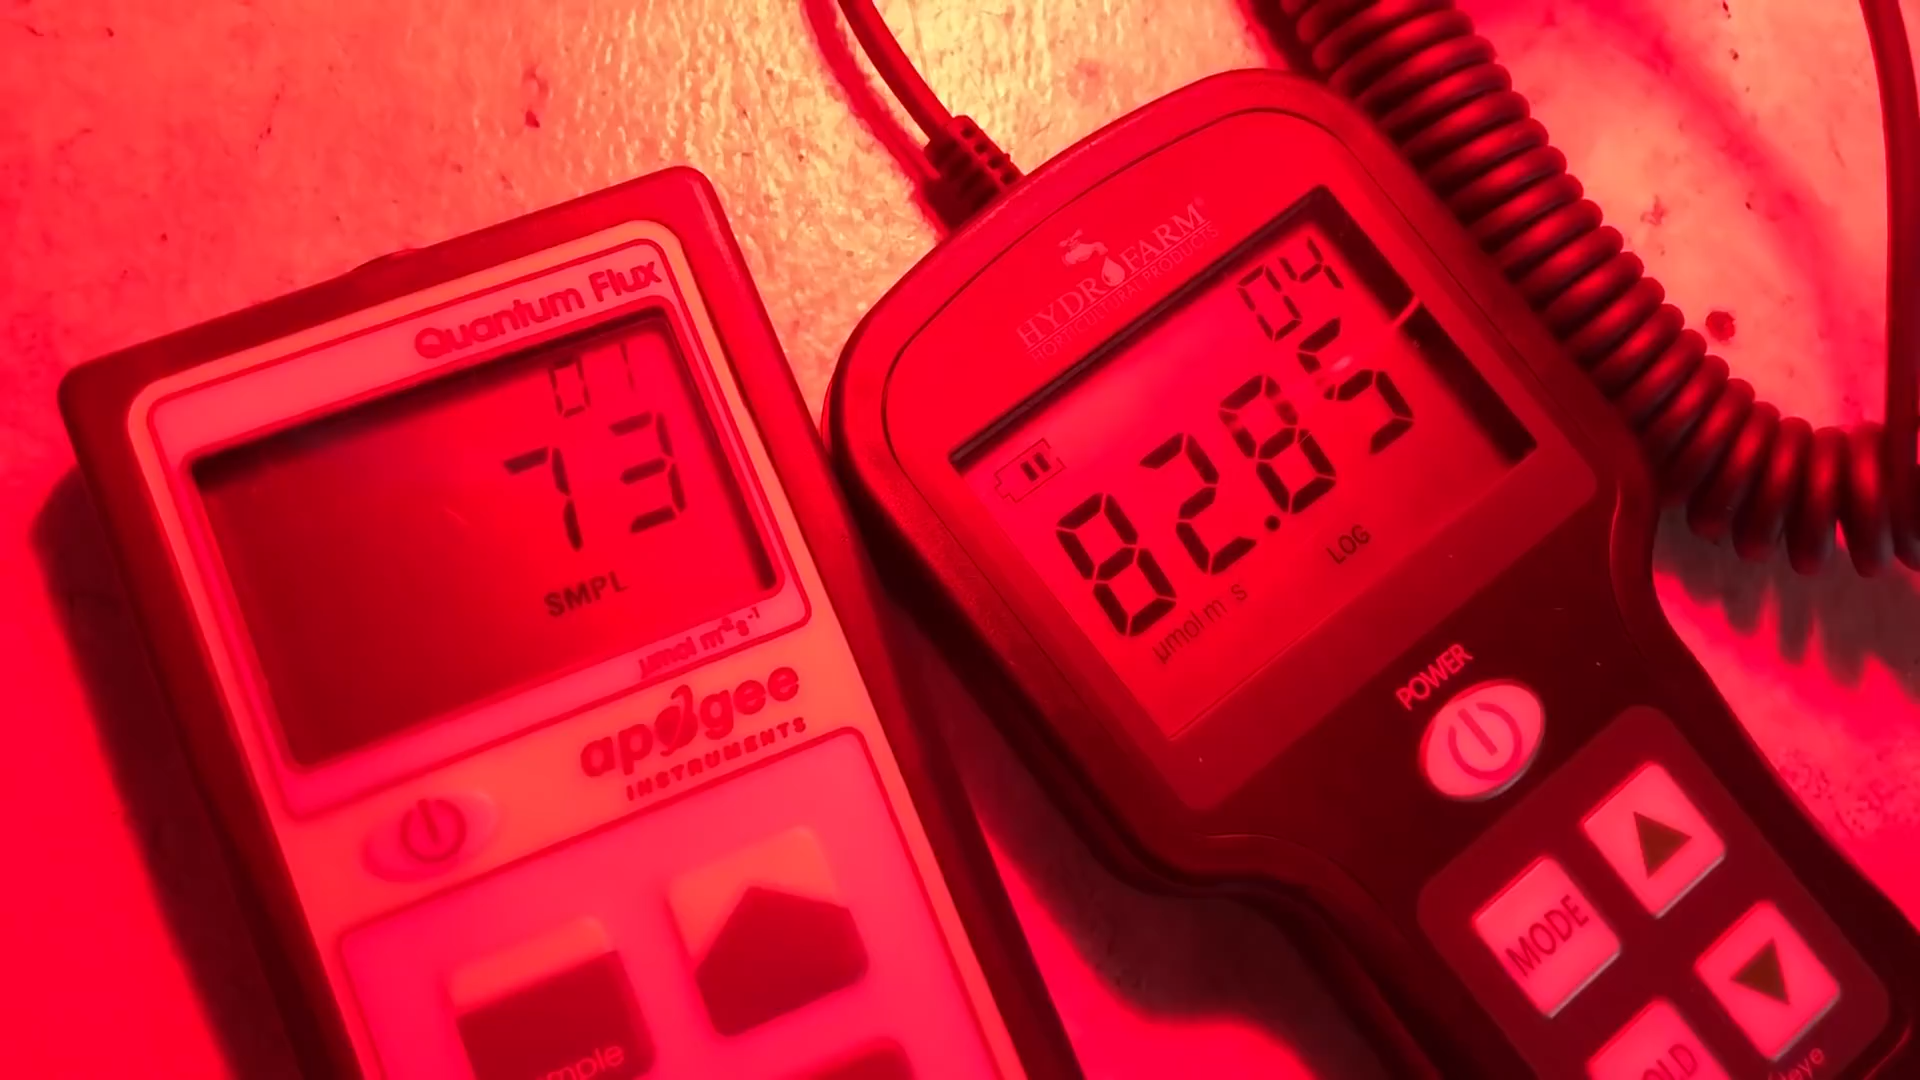 Quantum Flux
01
73
SMPL
µmol m⁻² s⁻¹
apogee
INSTRUMENTS
HYDROFARM®
HORTICULTURAL PRODUCTS
04
82.85
µmol m s
LOG
POWER
MODE